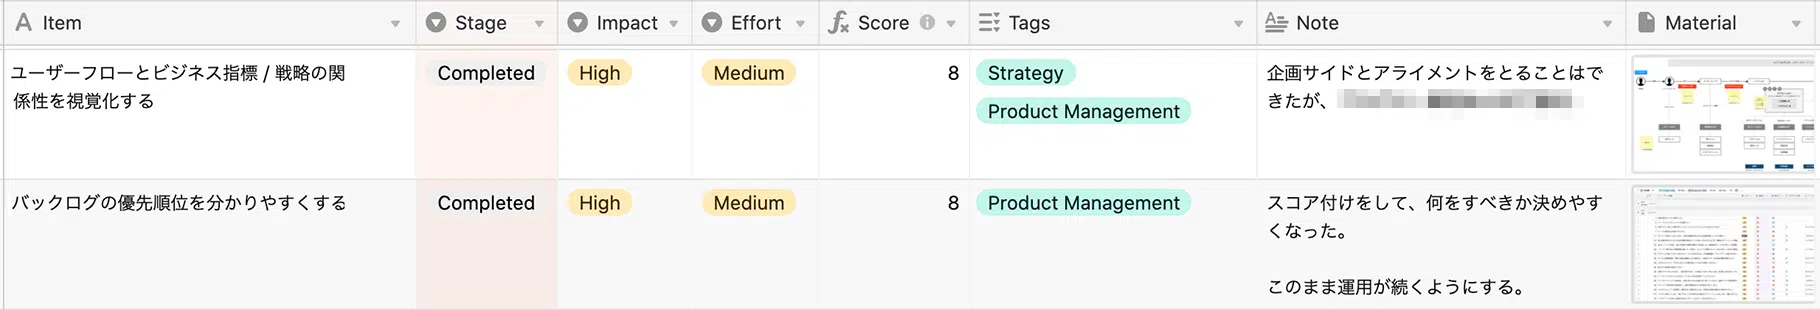 Item
Stage
Impact
Effort
Score
Tags
Note
Material
ユーザーフローとビジネス指標 / 戦略の関
係性を視覚化する
Completed
High
Medium
8
Strategy
Product Management
企画サイドとアライメントをとることはで
きたが、
バックログの優先順位を分かりやすくする
Completed
High
Medium
8
Product Management
スコア付けをして、何をすべきか決めやす
くなった。
このまま運用が続くようにする。